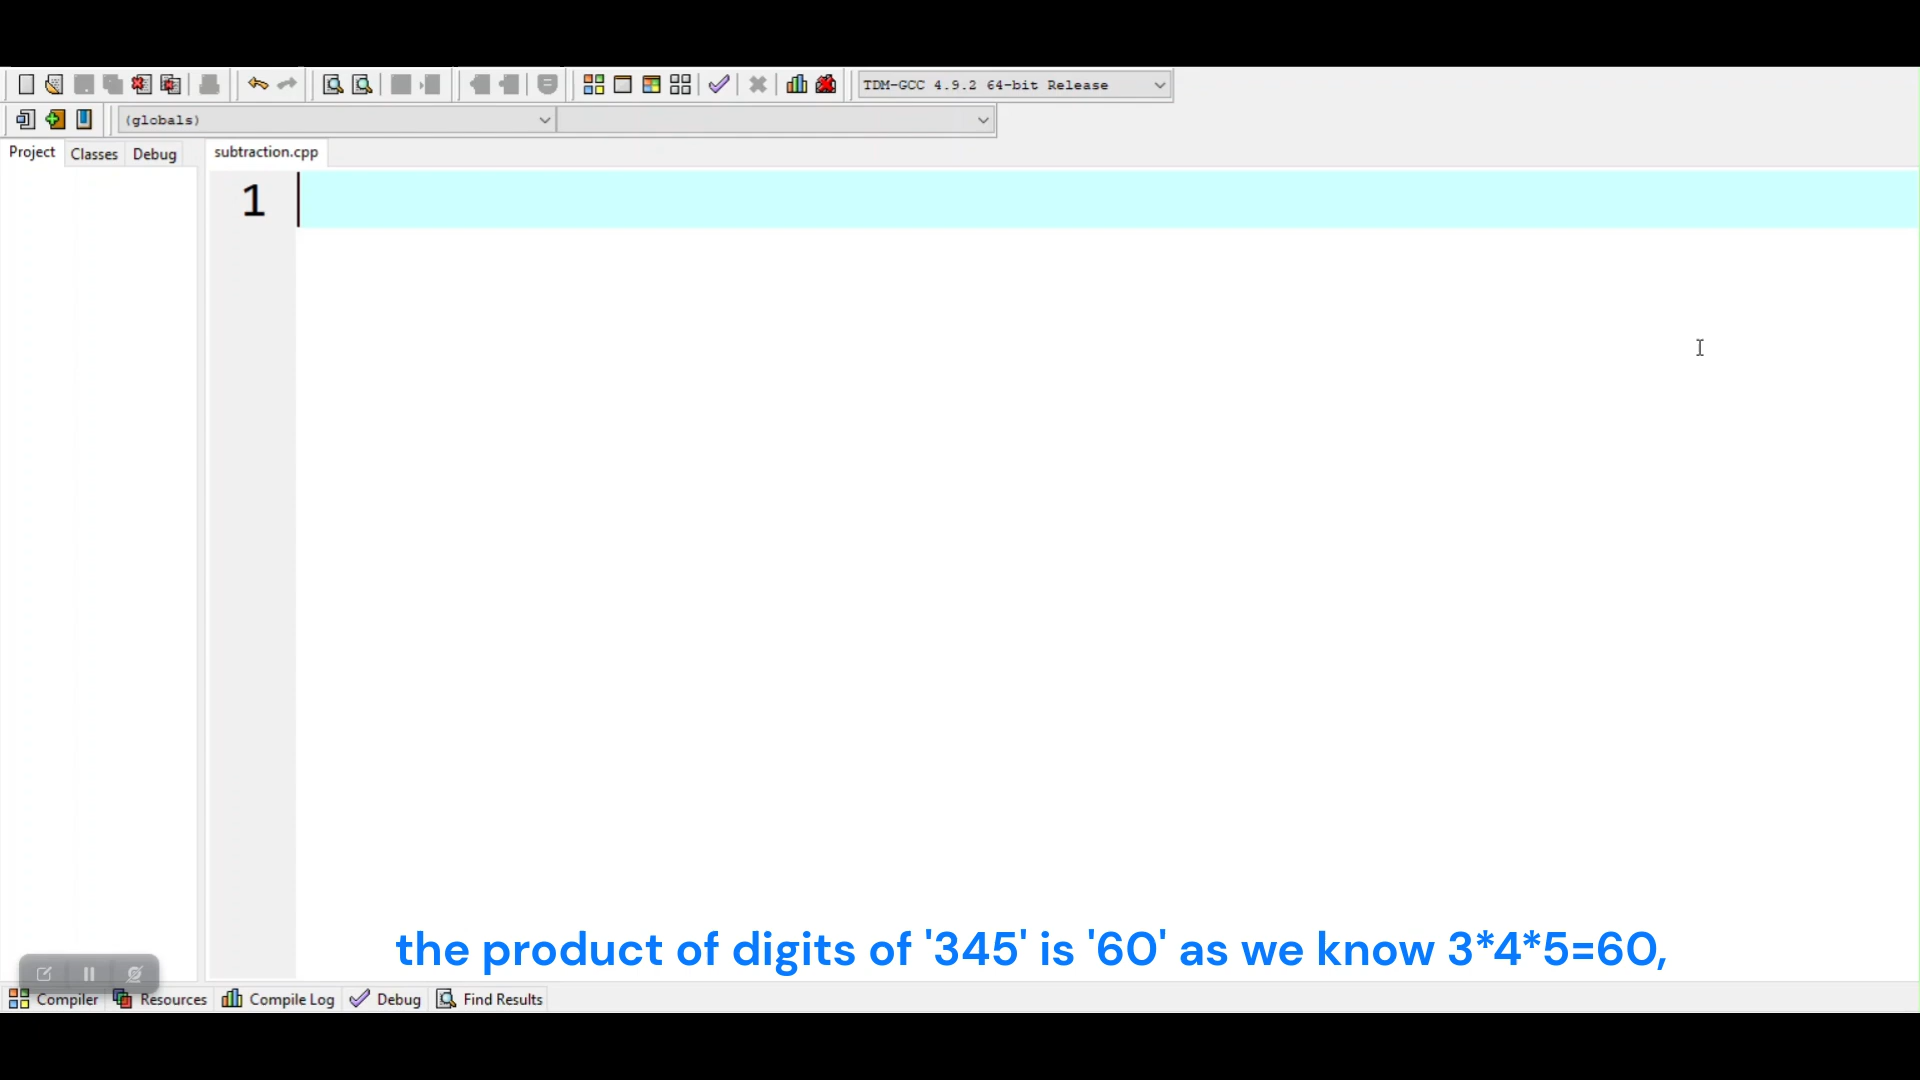 TDM-GCC 4.9.2 64-bit Release
(globals)
Project Classes Debug subtraction.cpp
1
the product of digits of '345' is '60' as we know 3*4*5=60,
Compiler Resources Compile Log Debug Find Results